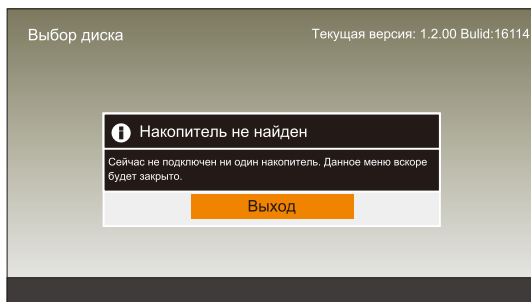 Выбор диска
Текущая версия: 1.2.00 Bulid:16114
Накопитель не найден
Сейчас не подключен ни один накопитель. Данное меню вскоре
будет закрыто.
Выход